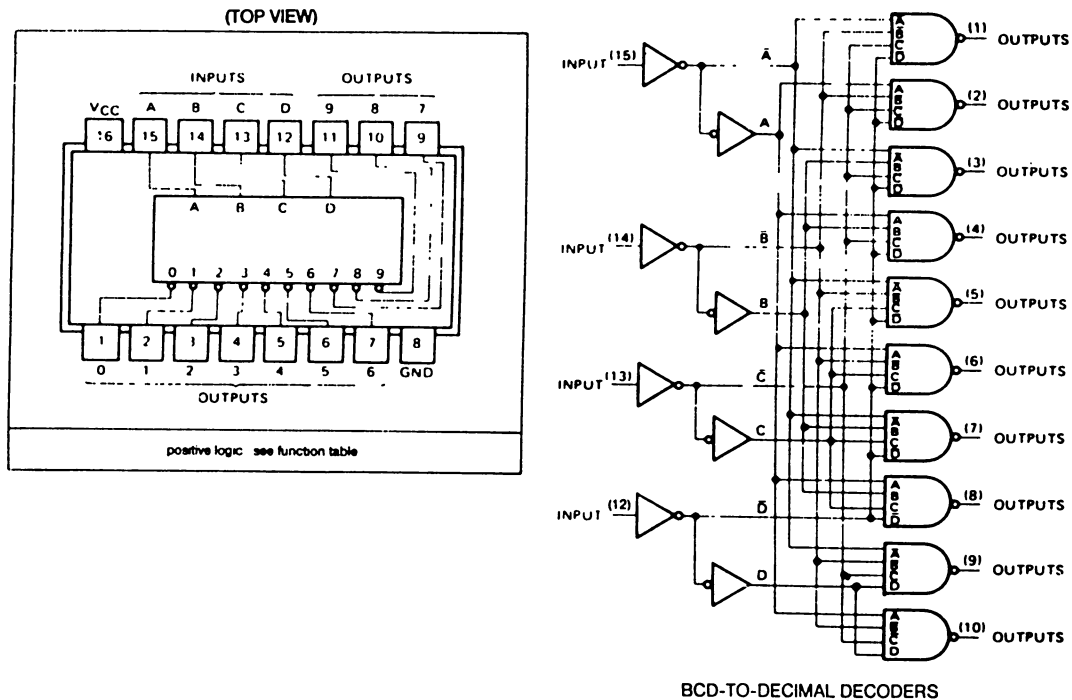 (TOP VIEW)
INPUTS OUTPUTS
VCC A B C D 9 8 7
16 15 14 13 12 11 10 9
A B C D
0 1 2 3 4 5 6 7 8 9
1 2 3 4 5 6 7 8
0 1 2 3 4 5 6 GND
OUTPUTS
positive logic see function table
INPUT (15)
Ā
A
INPUT (14)
B̄
B
INPUT (13)
C̄
C
INPUT (12)
D̄
D
Ā B̄ C̄ D̄ (1) OUTPUTS
A B̄ C̄ D̄ (2) OUTPUTS
Ā B C̄ D̄ (3) OUTPUTS
A B C̄ D̄ (4) OUTPUTS
Ā B̄ C D̄ (5) OUTPUTS
A B̄ C D̄ (6) OUTPUTS
Ā B C D̄ (7) OUTPUTS
A B C D̄ (8) OUTPUTS
Ā B̄ C̄ D (9) OUTPUTS
A B̄ C̄ D (10) OUTPUTS
BCD-TO-DECIMAL DECODERS